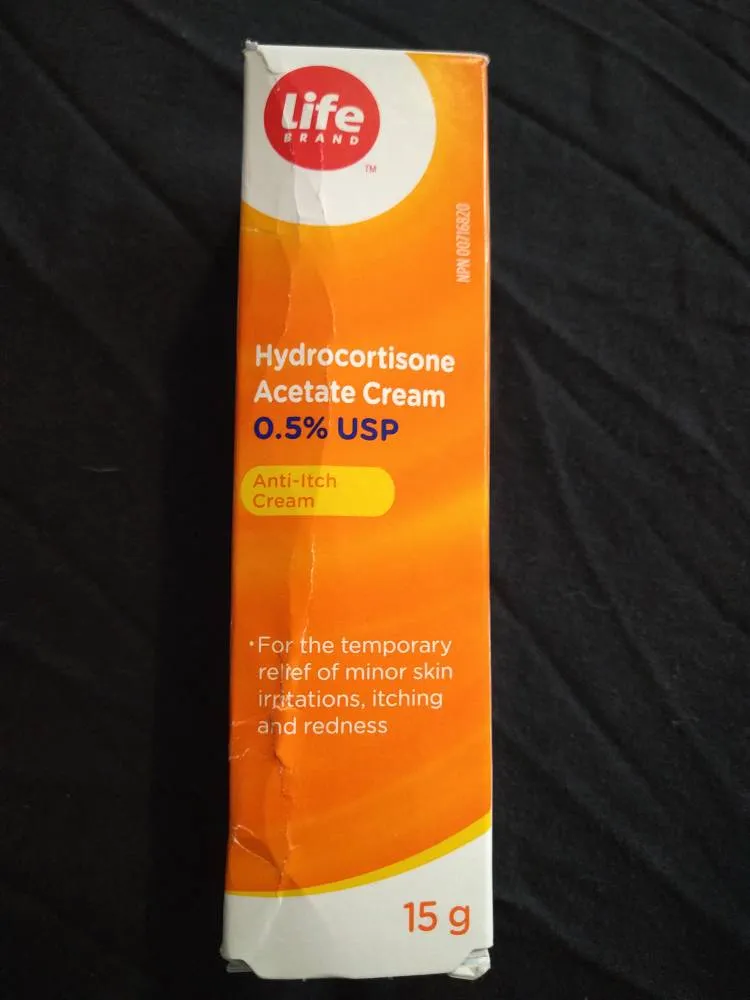 Life
BRAND
TM
NPN 00716820
Hydrocortisone
Acetate Cream
0.5% USP
Anti-Itch
Cream
•For the temporary
relief of minor skin
irritations, itching
and redness
15 g